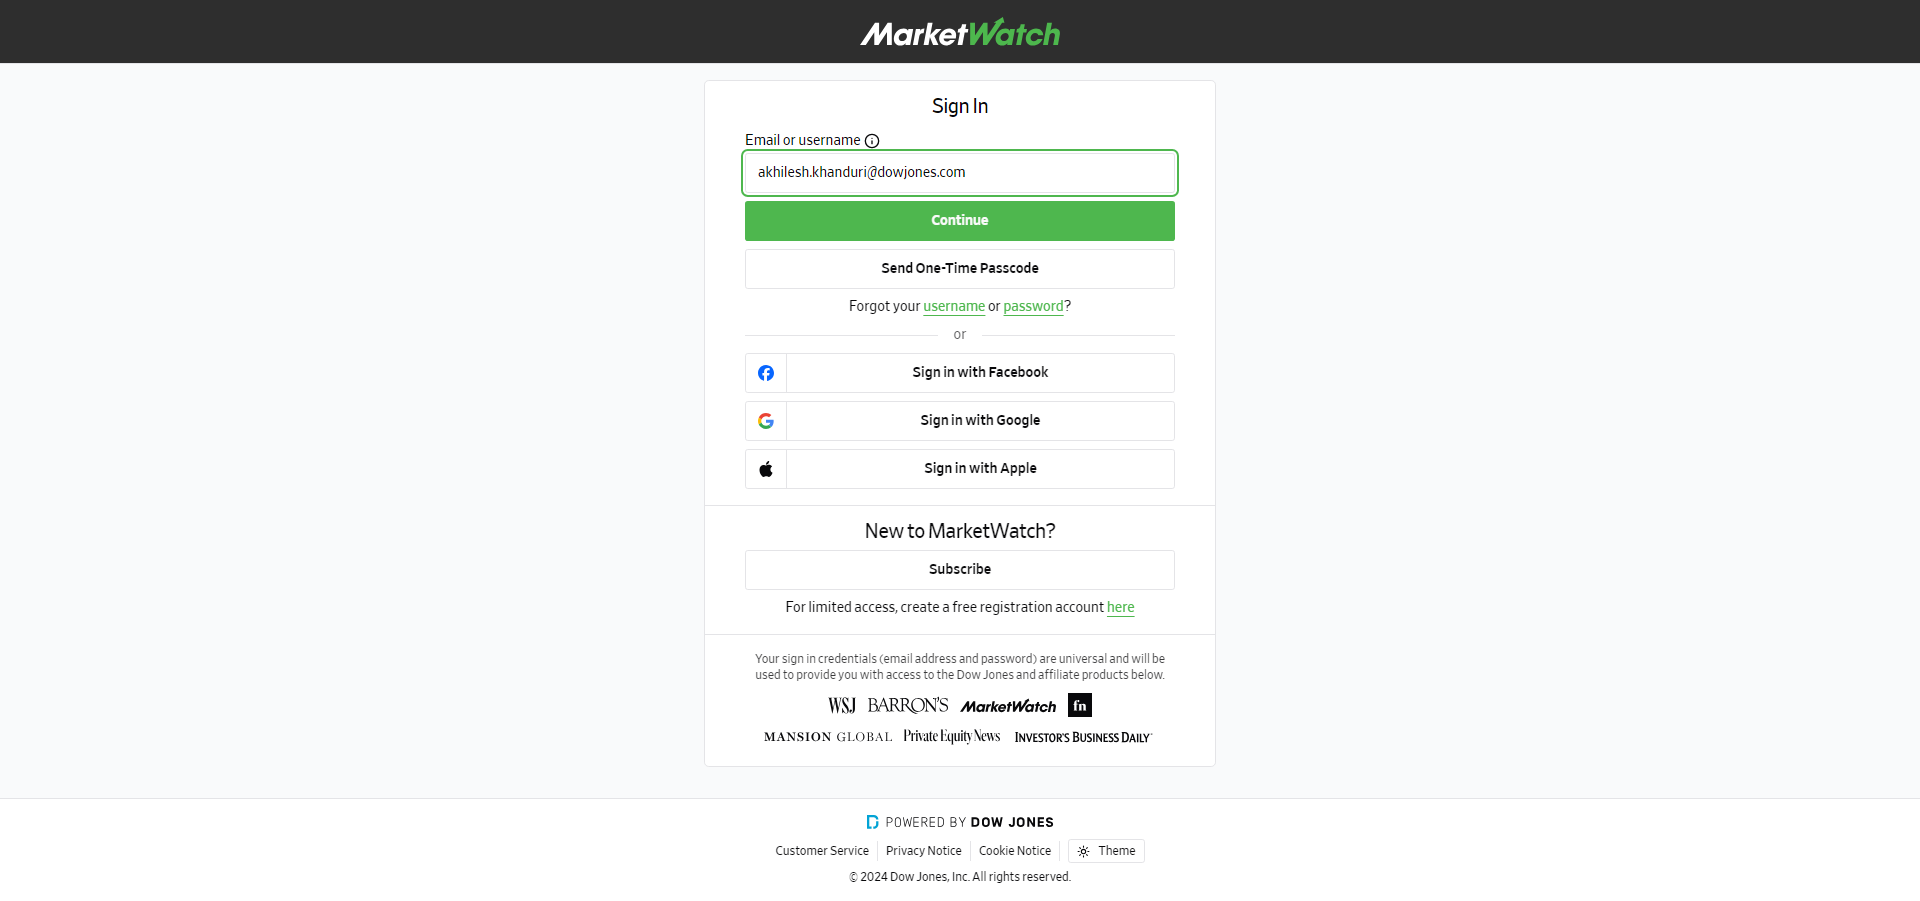 MarketWatch
Sign In
Email or username
akhilesh.khanduri@dowjones.com
Continue
Send One-Time Passcode
Forgot your username or password?
or
Sign in with Facebook
Sign in with Google
Sign in with Apple
New to MarketWatch?
Subscribe
For limited access, create a free registration account here
Your sign in credentials (email address and password) are universal and will be
used to provide you with access to the Dow Jones and affiliate products below.
WSJ BARRON'S MarketWatch fn
MANSION GLOBAL Private Equity News INVESTOR'S BUSINESS DAILY
POWERED BY DOW JONES
Customer Service Privacy Notice Cookie Notice Theme
© 2024 Dow Jones, Inc. All rights reserved.